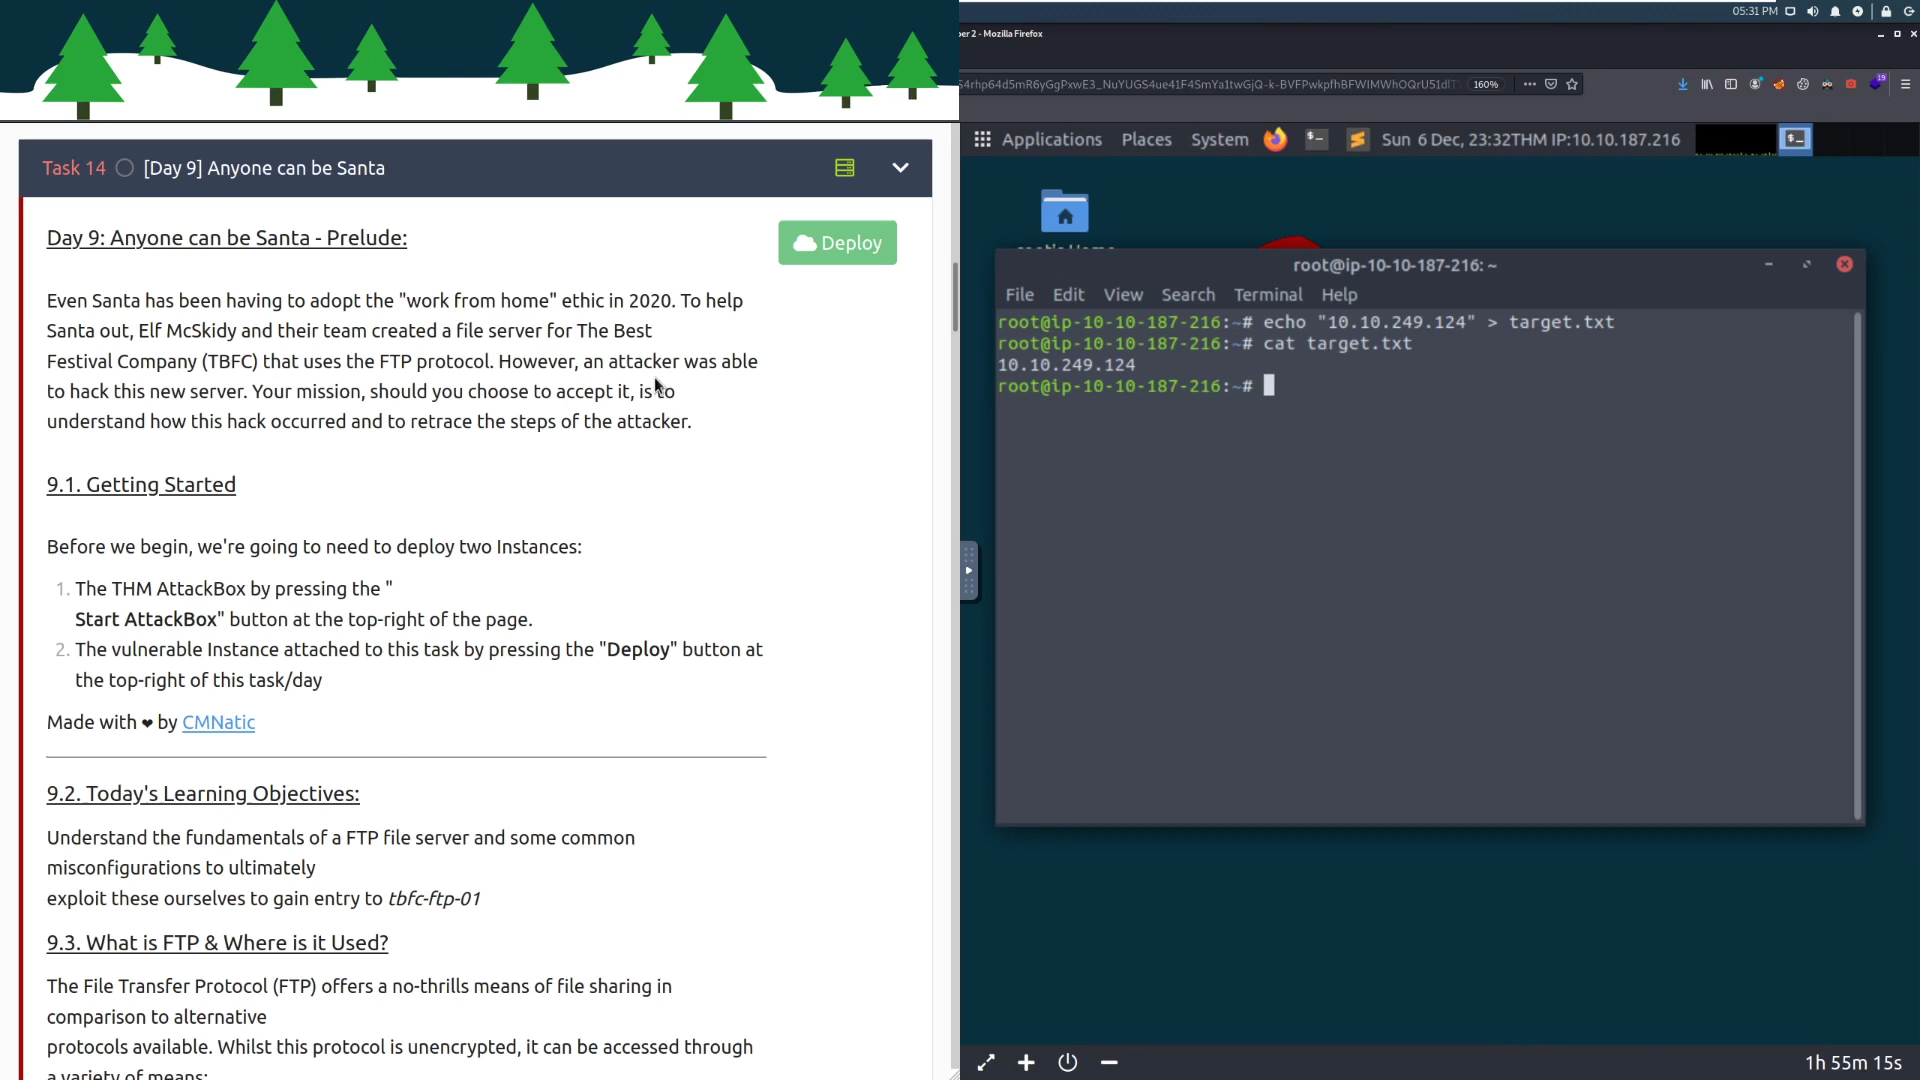 05:31 PM
er 2 - Mozilla Firefox
160%
19
Task 14 [Day 9] Anyone can be Santa
Day 9: Anyone can be Santa - Prelude:
Deploy
Even Santa has been having to adopt the "work from home" ethic in 2020. To help
Santa out, Elf McSkidy and their team created a file server for The Best
Festival Company (TBFC) that uses the FTP protocol. However, an attacker was able
to hack this new server. Your mission, should you choose to accept it, is to
understand how this hack occurred and to retrace the steps of the attacker.
9.1. Getting Started
Before we begin, we're going to need to deploy two Instances:
1. The THM AttackBox by pressing the "
Start AttackBox" button at the top-right of the page.
2. The vulnerable Instance attached to this task by pressing the "Deploy" button at
the top-right of this task/day
Made with ❤ by CMNatic
9.2. Today's Learning Objectives:
Understand the fundamentals of a FTP file server and some common
misconfigurations to ultimately
exploit these ourselves to gain entry to tbfc-ftp-01
9.3. What is FTP & Where is it Used?
The File Transfer Protocol (FTP) offers a no-thrills means of file sharing in
comparison to alternative
protocols available. Whilst this protocol is unencrypted, it can be accessed through
a variety of means:
Applications Places System Sun 6 Dec, 23:32 THM IP:10.10.187.216
root@ip-10-10-187-216: ~
File Edit View Search Terminal Help
root@ip-10-10-187-216:~# echo "10.10.249.124" > target.txt
root@ip-10-10-187-216:~# cat target.txt
10.10.249.124
root@ip-10-10-187-216:~#
1h 55m 15s